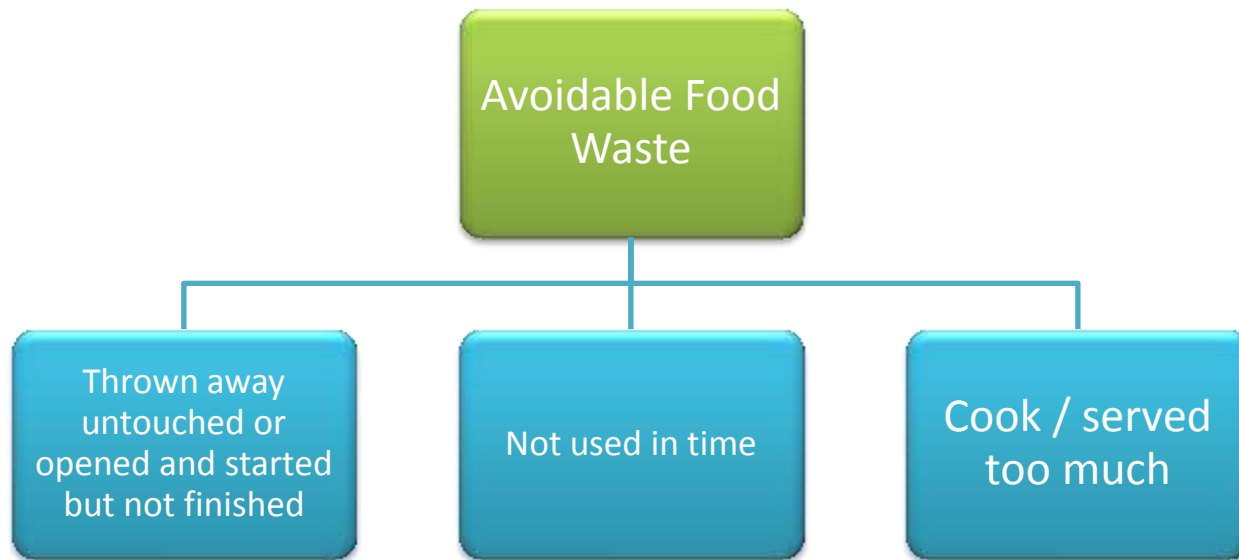 Avoidable Food
Waste
Thrown away
untouched or
opened and started
but not finished
Not used in time
Cook / served
too much